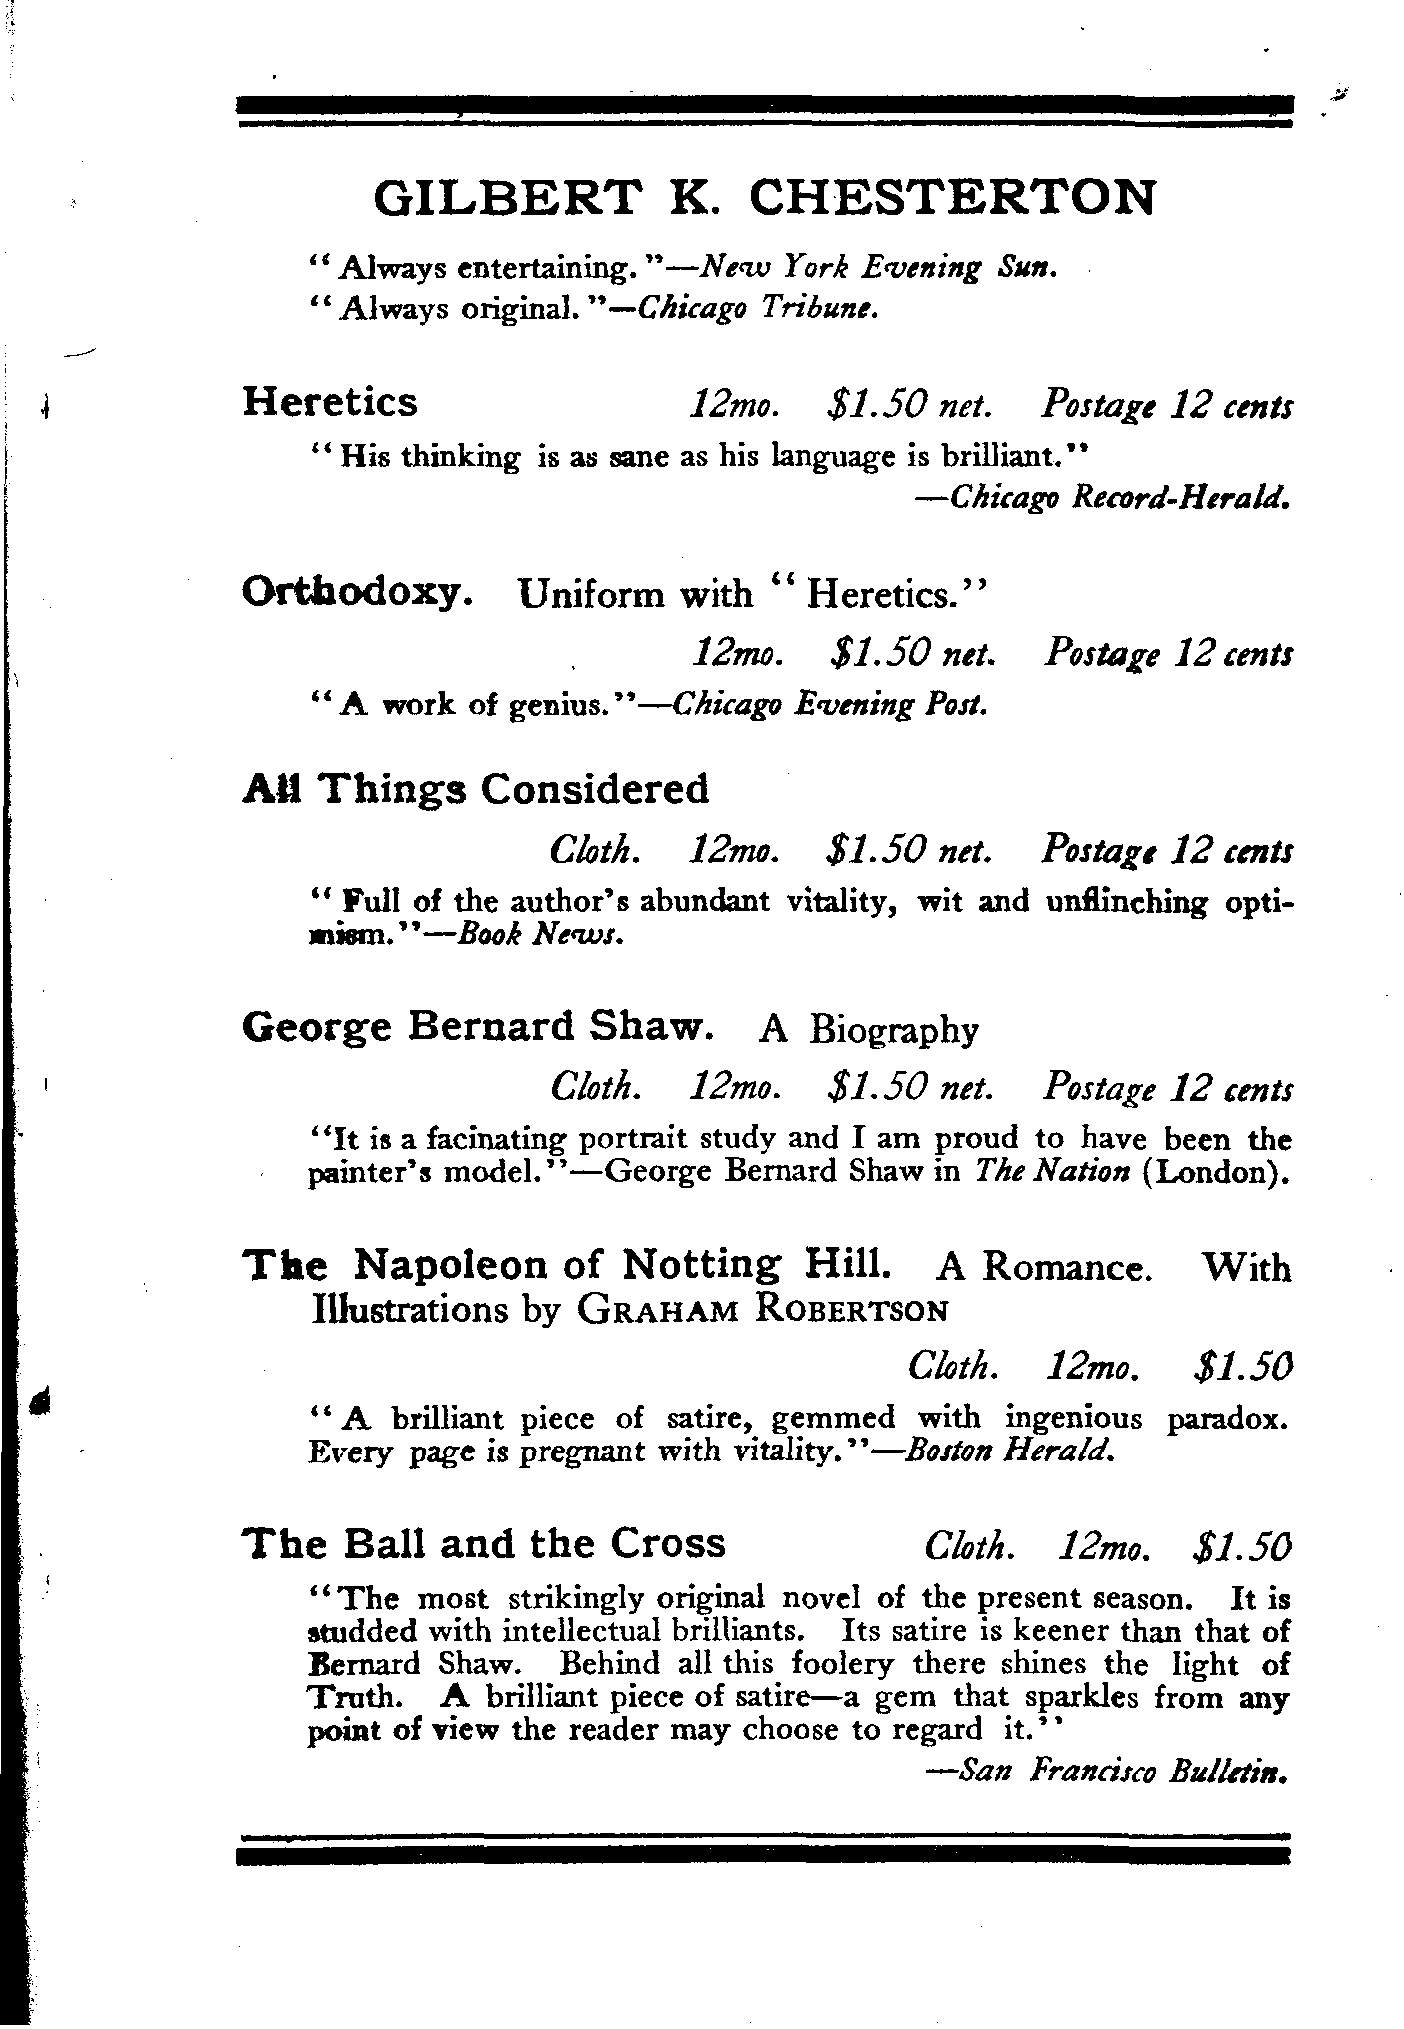 GILBERT K. CHESTERTON
"Always entertaining."—New York Evening Sun.
"Always original."—Chicago Tribune.
Heretics 12mo. $1.50 net. Postage 12 cents
"His thinking is as sane as his language is brilliant."
—Chicago Record-Herald.
Orthodoxy. Uniform with "Heretics."
12mo. $1.50 net. Postage 12 cents
"A work of genius."—Chicago Evening Post.
All Things Considered
Cloth. 12mo. $1.50 net. Postage 12 cents
"Full of the author's abundant vitality, wit and unflinching opti-
mism."—Book News.
George Bernard Shaw. A Biography
Cloth. 12mo. $1.50 net. Postage 12 cents
"It is a facinating portrait study and I am proud to have been the
painter's model."—George Bernard Shaw in The Nation (London).
The Napoleon of Notting Hill. A Romance. With
Illustrations by GRAHAM ROBERTSON
Cloth. 12mo. $1.50
"A brilliant piece of satire, gemmed with ingenious paradox.
Every page is pregnant with vitality."—Boston Herald.
The Ball and the Cross Cloth. 12mo. $1.50
"The most strikingly original novel of the present season. It is
studded with intellectual brilliants. Its satire is keener than that of
Bernard Shaw. Behind all this foolery there shines the light of
Truth. A brilliant piece of satire—a gem that sparkles from any
point of view the reader may choose to regard it."
—San Francisco Bulletin.